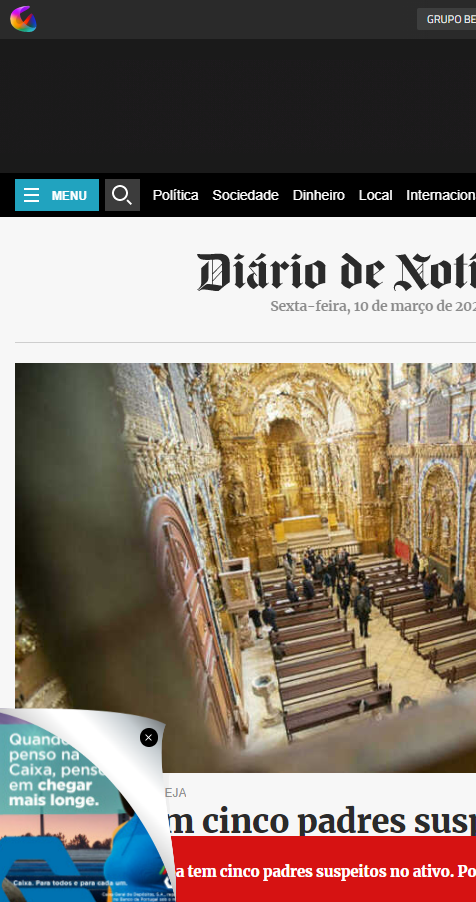 GRUPO BE
MENU
Política Sociedade Dinheiro Local Internacion
Diário de Notí
Sexta-feira, 10 de março de 202
EJA
m cinco padres susp
a tem cinco padres suspeitos no ativo. Po
Quando
penso na
Caixa, penso
em chegar
mais longe.
Caixa. Para todos e para cada um.